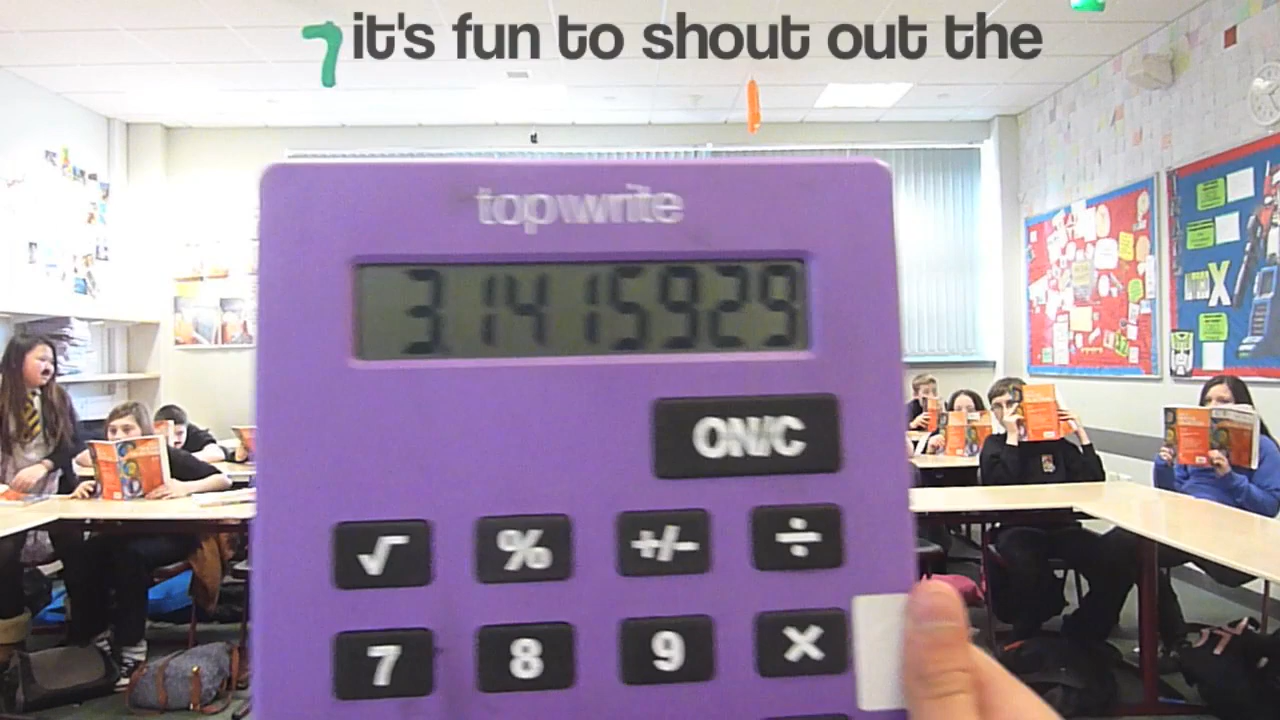 7 it's fun to shout out the
topwrite
3.1415929
ON/C
√ % +/- ÷
7 8 9 ×
X